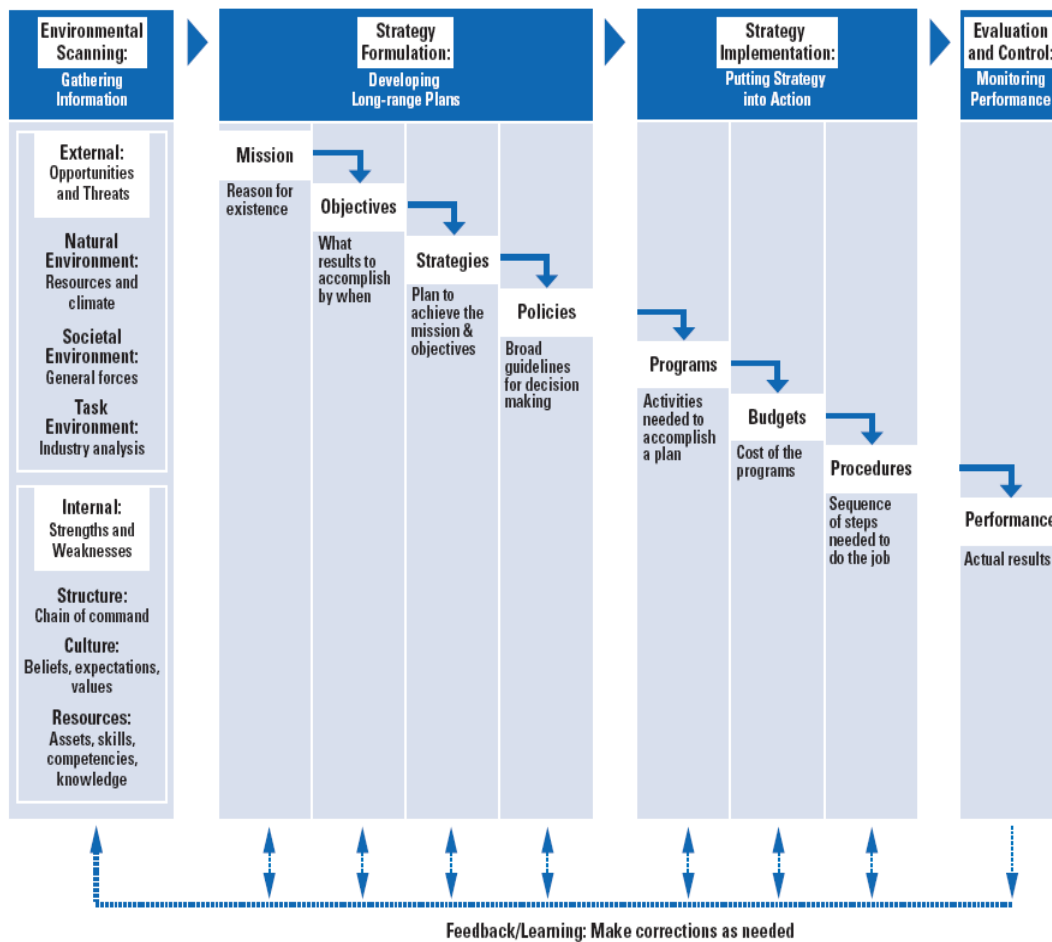 Environmental
Scanning:
Gathering
Information
Strategy
Formulation:
Developing
Long-range Plans
Strategy
Implementation:
Putting Strategy
into Action
Evaluation
and Control:
Monitoring
Performance
External:
Opportunities
and Threats
Natural
Environment:
Resources and
climate
Societal
Environment:
General forces
Task
Environment:
Industry analysis
Internal:
Strengths and
Weaknesses
Structure:
Chain of command
Culture:
Beliefs, expectations,
values
Resources:
Assets, skills,
competencies,
knowledge
Mission
Reason for
existence
Objectives
What
results to
accomplish
by when
Strategies
Plan to
achieve the
mission &
objectives
Policies
Broad
guidelines
for decision
making
Programs
Activities
needed to
accomplish
a plan
Budgets
Cost of the
programs
Procedures
Sequence
of steps
needed to
do the job
Performance
Actual results
Feedback/Learning: Make corrections as needed